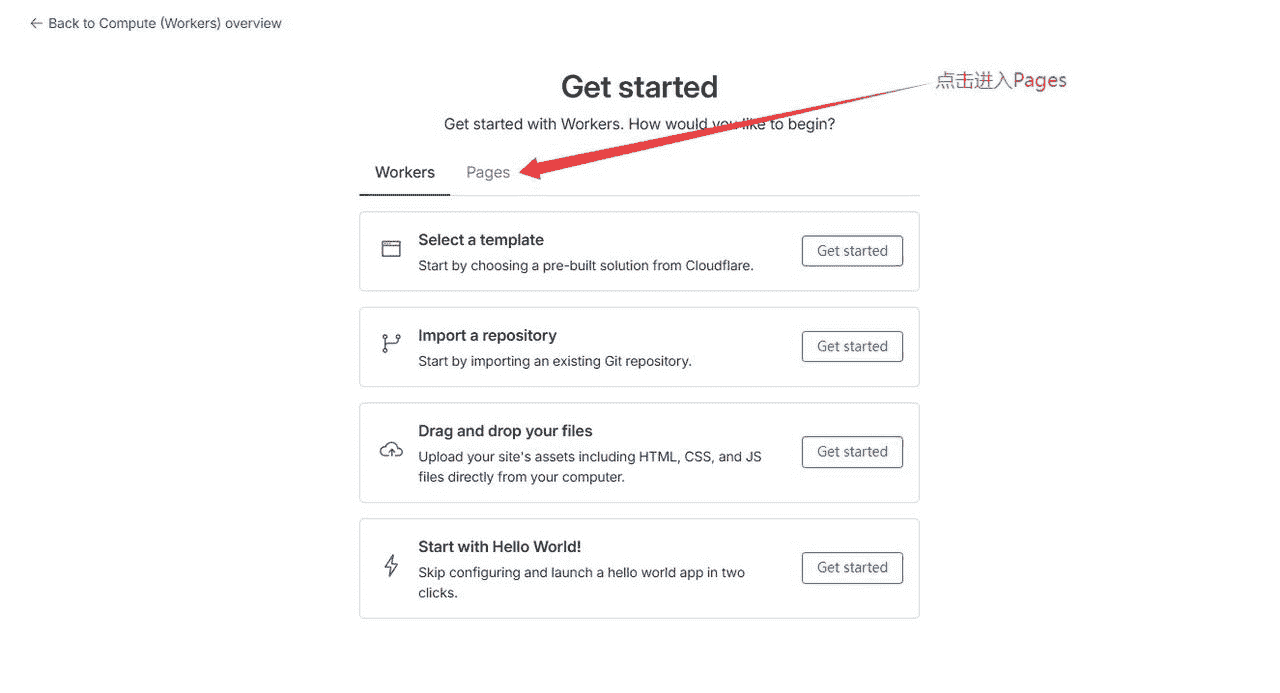 ← Back to Compute (Workers) overview
Get started
点击进入Pages
Get started with Workers. How would you like to begin?
Workers
Pages
Select a template
Start by choosing a pre-built solution from Cloudflare.
Get started
Import a repository
Start by importing an existing Git repository.
Get started
Drag and drop your files
Upload your site's assets including HTML, CSS, and JS
files directly from your computer.
Get started
Start with Hello World!
Skip configuring and launch a hello world app in two
clicks.
Get started